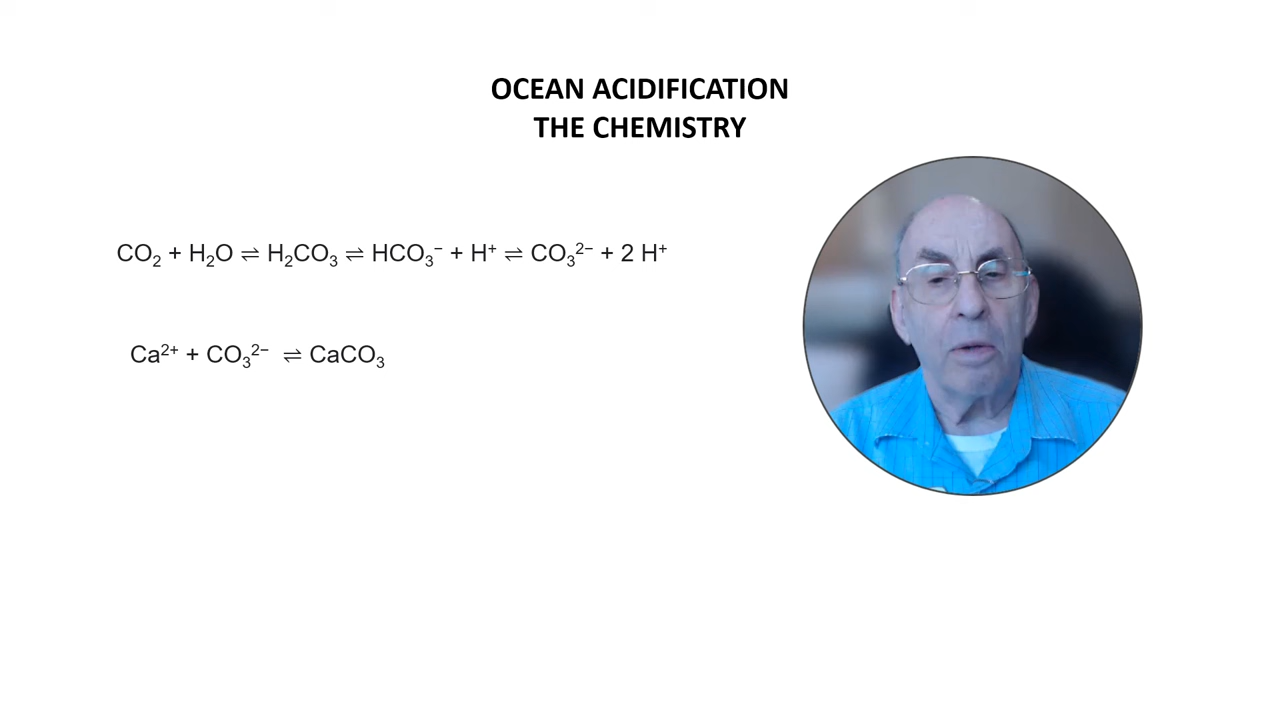 OCEAN ACIDIFICATION
THE CHEMISTRY
CO₂ + H₂O ⇌ H₂CO₃ ⇌ HCO₃⁻ + H⁺ ⇌ CO₃²⁻ + 2 H⁺
Ca²⁺ + CO₃²⁻ ⇌ CaCO₃